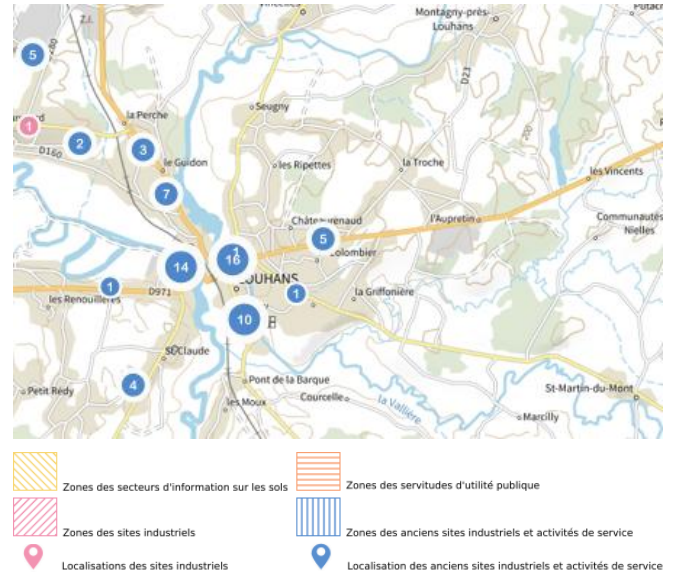 Montagny-près-
Louhans
Z.I.
D23
5
la Perche
Seugny
1
2
3
D160
le Guidon
7
les Ripettes
la Troche
200
les Vincents
Châteaurenaud
l'Aupretin
Communautés
Nielles
5
1
16
14
1
D971
1
la Griffonière
les Renouillères
10
4
Petit Rédy
Pont de la Barque
Courcelle
la Vallière
les Moux
St-Martin-du-Mont
Marcilly
Zones des secteurs d'information sur les sols
Zones des servitudes d'utilité publique
Zones des sites industriels
Zones des anciens sites industriels et activités de service
Localisations des sites industriels
Localisation des anciens sites industriels et activités de service